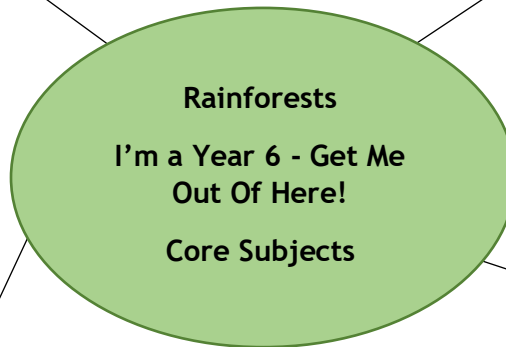 Rainforests
I’m a Year 6 - Get Me
Out Of Here!
Core Subjects